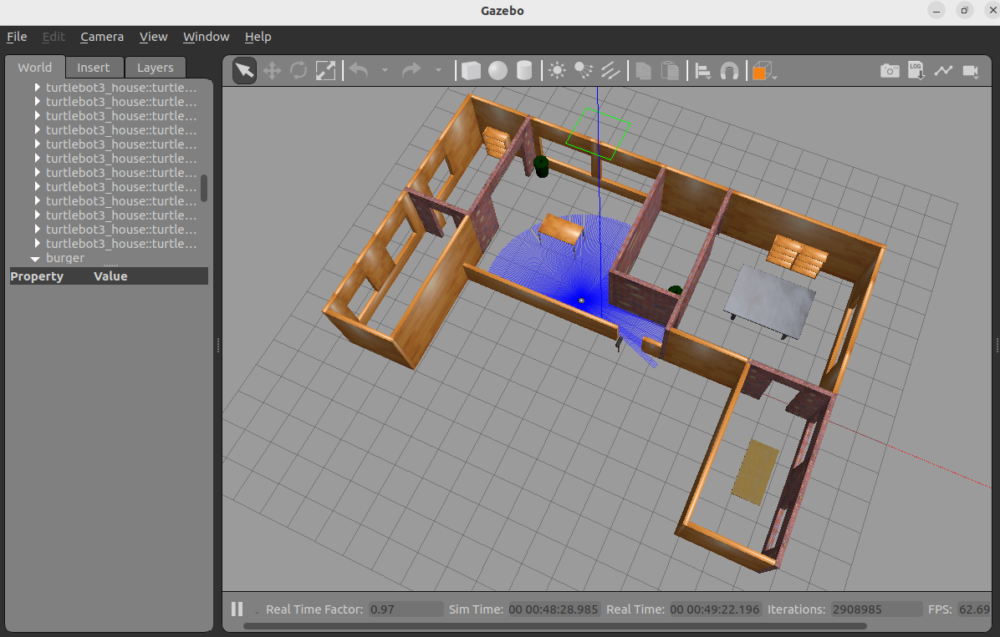 Gazebo
File Edit Camera View Window Help
World Insert Layers
LOG
turtlebot3_house::turtle...
turtlebot3_house::turtle...
turtlebot3_house::turtle...
turtlebot3_house::turtle...
turtlebot3_house::turtle...
turtlebot3_house::turtle...
turtlebot3_house::turtle...
turtlebot3_house::turtle...
turtlebot3_house::turtle...
turtlebot3_house::turtle...
turtlebot3_house::turtle...
turtlebot3_house::turtle...
burger
Property Value
Real Time Factor: 0.97 Sim Time: 00 00:48:28.985 Real Time: 00 00:49:22.196 Iterations: 2908985 FPS: 62.69